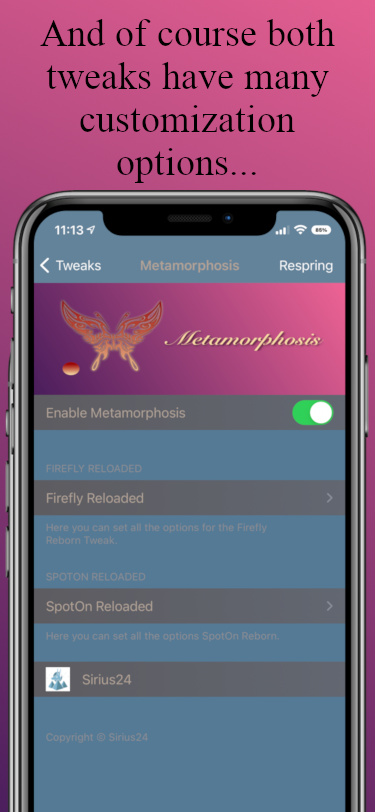 And of course both
tweaks have many
customization
options...
11:13
86%
Tweaks
Metamorphosis
Respring
Metamorphosis
Enable Metamorphosis
FIREFLY RELOADED
Firefly Reloaded
Here you can set all the options for the Firefly
Reborn Tweak.
SPOTON RELOADED
SpotOn Reloaded
Here you can set all the options SpotOn Reborn.
Sirius24
Copyright © Sirius24